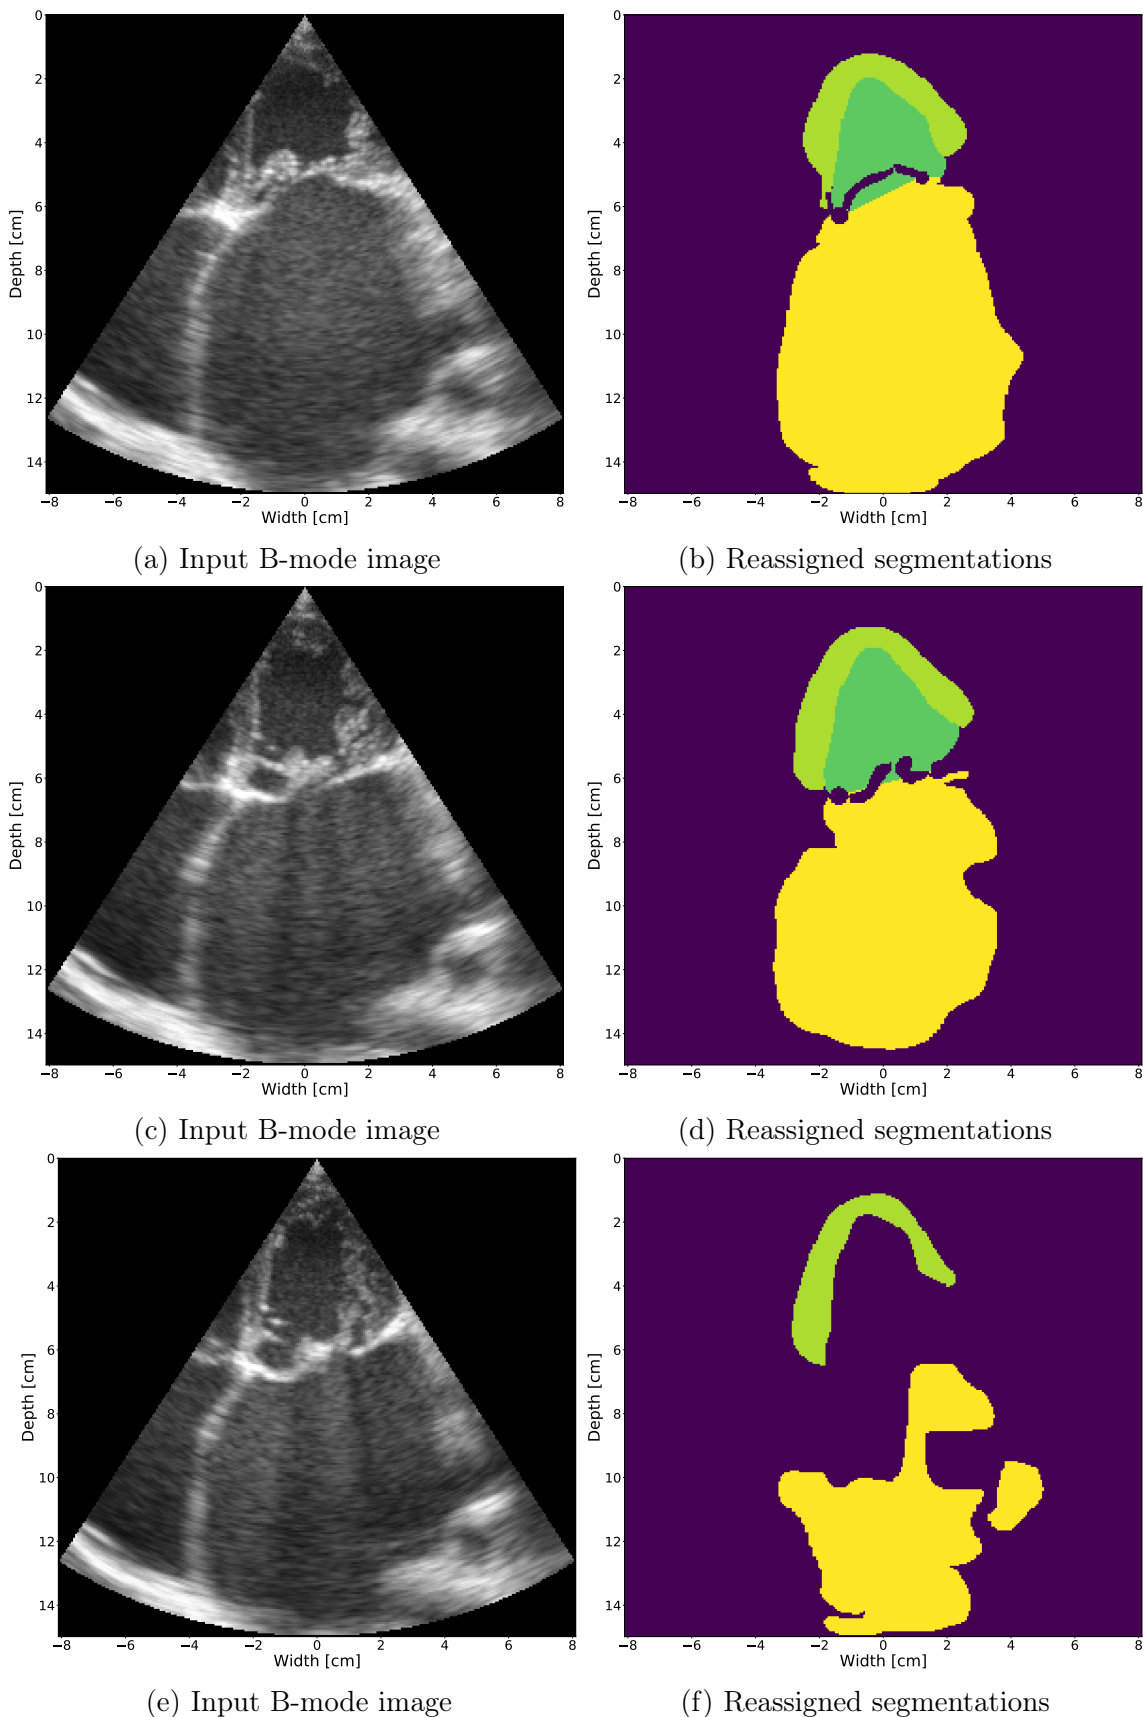 0
2
4
6
8
10
12
14
Depth [cm]
−8 −6 −4 −2 0 2 4 6 8
Width [cm]
(a) Input B-mode image
0
2
4
6
8
10
12
14
Depth [cm]
−8 −6 −4 −2 0 2 4 6 8
Width [cm]
(b) Reassigned segmentations
0
2
4
6
8
10
12
14
Depth [cm]
−8 −6 −4 −2 0 2 4 6 8
Width [cm]
(c) Input B-mode image
0
2
4
6
8
10
12
14
Depth [cm]
−8 −6 −4 −2 0 2 4 6 8
Width [cm]
(d) Reassigned segmentations
0
2
4
6
8
10
12
14
Depth [cm]
−8 −6 −4 −2 0 2 4 6 8
Width [cm]
(e) Input B-mode image
0
2
4
6
8
10
12
14
Depth [cm]
−8 −6 −4 −2 0 2 4 6 8
Width [cm]
(f) Reassigned segmentations